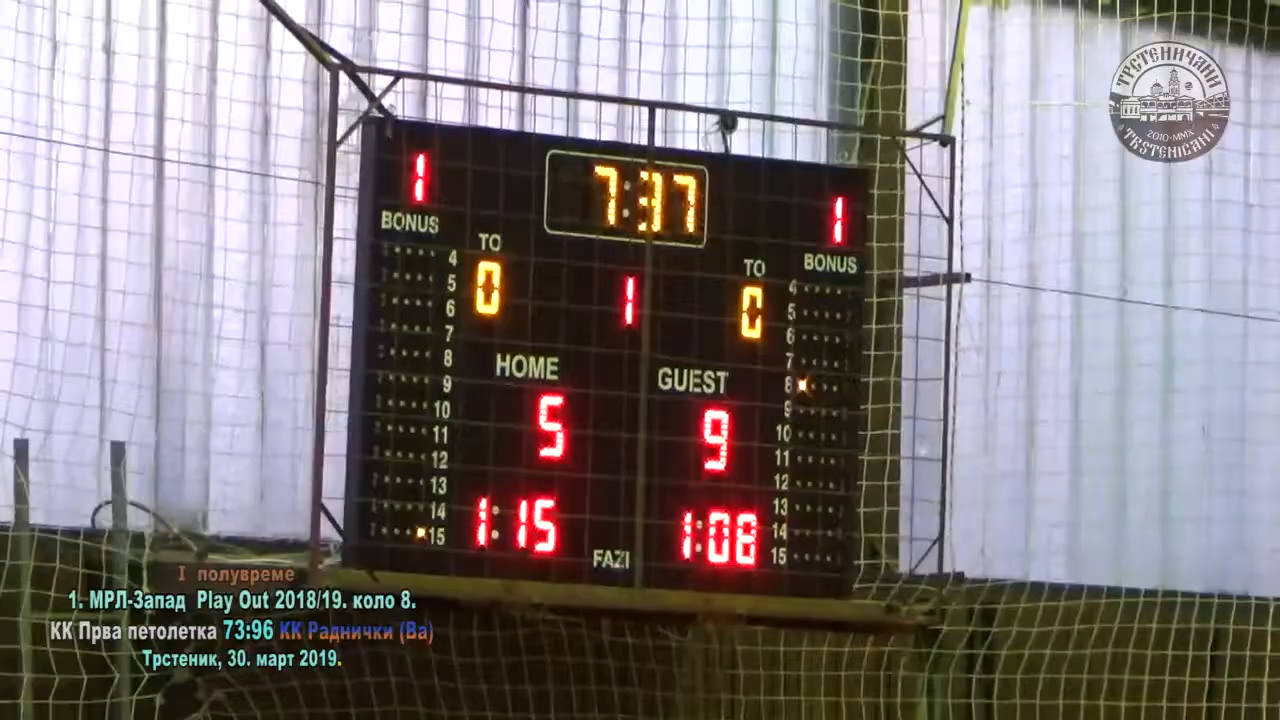 ТРСТЕНИЧАНИ
2010·MMX
TRSTENIČANI
7:37
1 1
BONUS BONUS
TO TO
0 1 0
4 4
5 5
6 6
7 7
8 8
9 9
10 10
11 11
12 12
13 13
14 14
15 15
HOME GUEST
5 9
1:15 1:08
FAZI
I полувреме
1. МРЛ-Запад Play Out 2018/19. коло 8.
КК Прва петолетка 73:96 КК Раднички (Ва)
Трстеник, 30. март 2019.